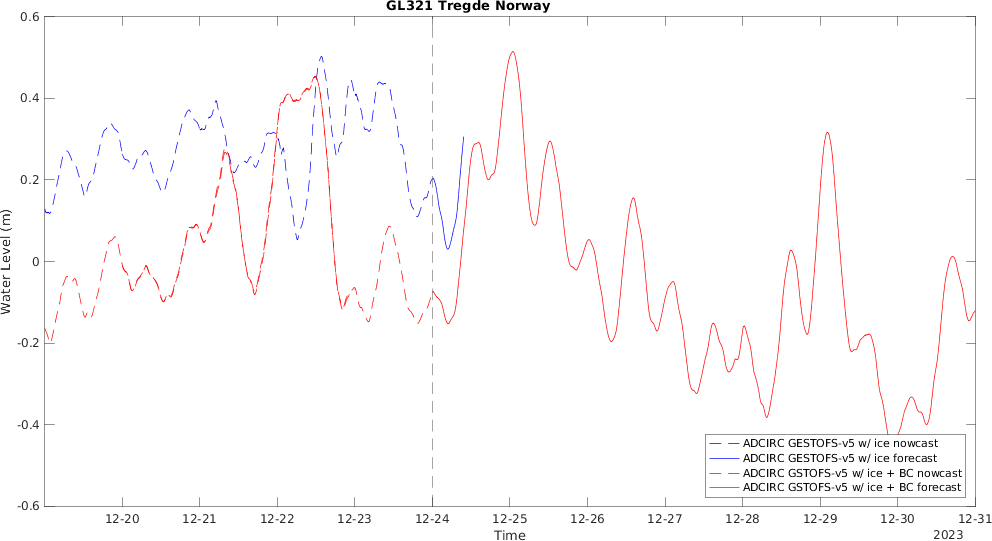 GL321 Tregde Norway
Water Level (m)
0.6
0.4
0.2
0
-0.2
-0.4
-0.6
12-20
12-21
12-22
12-23
12-24
12-25
12-26
12-27
12-28
12-29
12-30
12-31
Time
2023
ADCIRC GESTOFS-v5 w/ ice nowcast
ADCIRC GESTOFS-v5 w/ ice forecast
ADCIRC GSTOFS-v5 w/ ice + BC nowcast
ADCIRC GSTOFS-v5 w/ ice + BC forecast